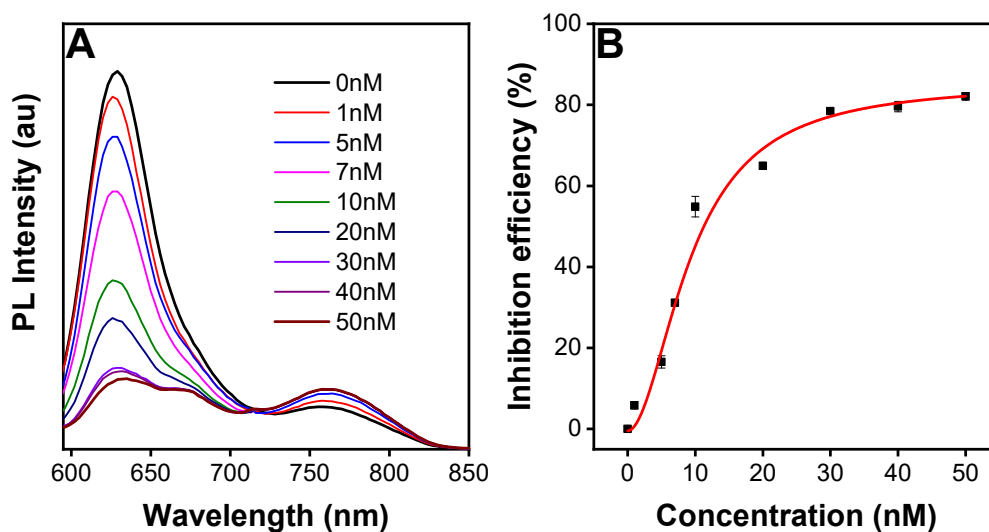 A
PL Intensity (au)
0nM
1nM
5nM
7nM
10nM
20nM
30nM
40nM
50nM
600 650 700 750 800 850
Wavelength (nm)
B
Inhibition efficiency (%)
100
80
60
40
20
0
0 10 20 30 40 50
Concentration (nM)